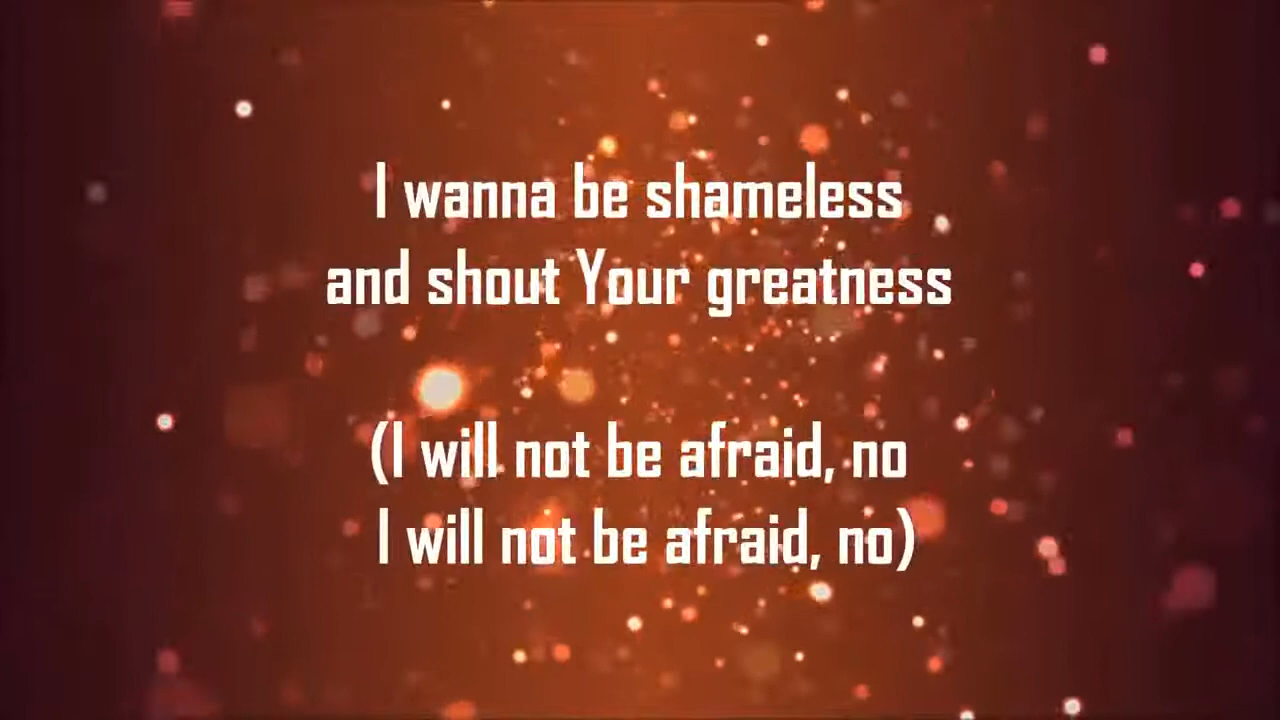 I wanna be shameless
and shout Your greatness
(I will not be afraid, no
I will not be afraid, no)